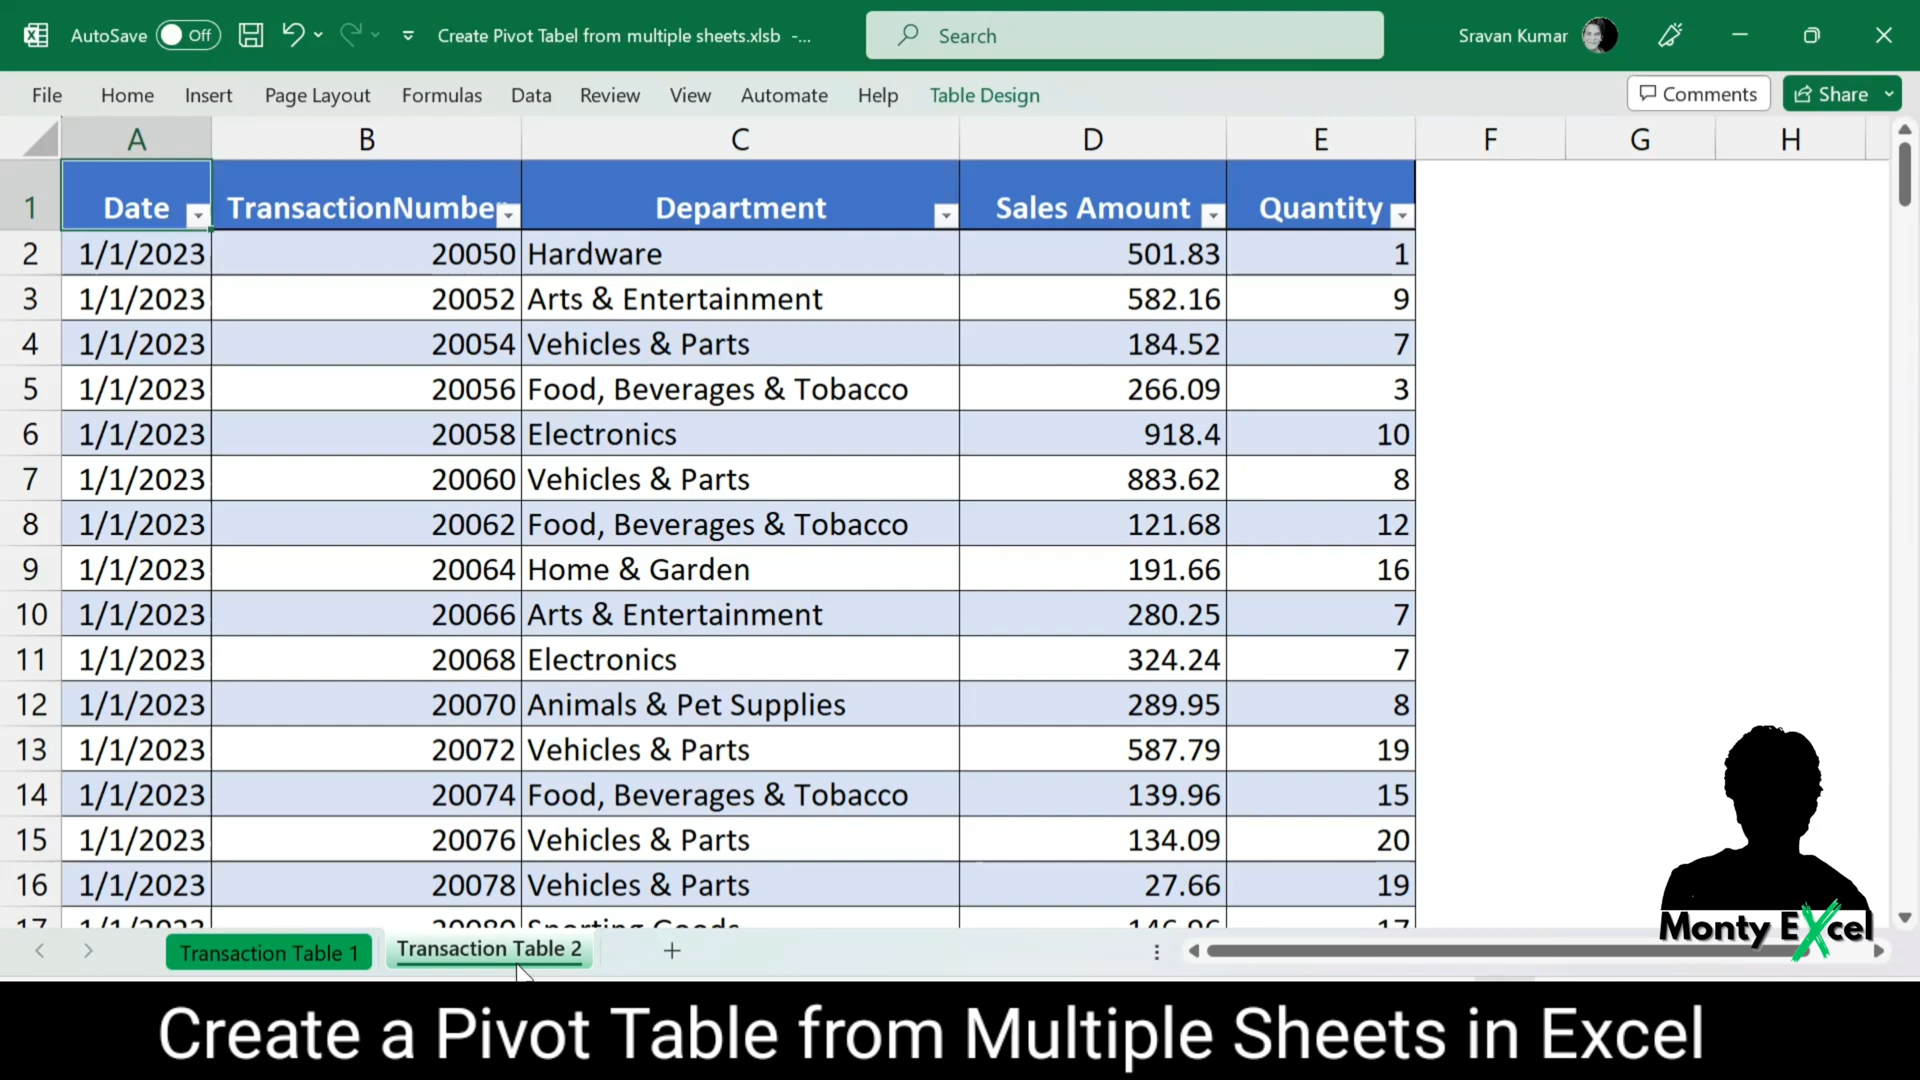 AutoSave Off Create Pivot Tabel from multiple sheets.xlsb -... Search Sravan Kumar
File Home Insert Page Layout Formulas Data Review View Automate Help Table Design Comments Share
A B C D E F G H
1 Date TransactionNumbe Department Sales Amount Quantity
2 1/1/2023 20050 Hardware 501.83 1
3 1/1/2023 20052 Arts & Entertainment 582.16 9
4 1/1/2023 20054 Vehicles & Parts 184.52 7
5 1/1/2023 20056 Food, Beverages & Tobacco 266.09 3
6 1/1/2023 20058 Electronics 918.4 10
7 1/1/2023 20060 Vehicles & Parts 883.62 8
8 1/1/2023 20062 Food, Beverages & Tobacco 121.68 12
9 1/1/2023 20064 Home & Garden 191.66 16
10 1/1/2023 20066 Arts & Entertainment 280.25 7
11 1/1/2023 20068 Electronics 324.24 7
12 1/1/2023 20070 Animals & Pet Supplies 289.95 8
13 1/1/2023 20072 Vehicles & Parts 587.79 19
14 1/1/2023 20074 Food, Beverages & Tobacco 139.96 15
15 1/1/2023 20076 Vehicles & Parts 134.09 20
16 1/1/2023 20078 Vehicles & Parts 27.66 19
17 1/1/2023 20080 Sporting Goods 17
Monty Excel
Transaction Table 1 Transaction Table 2
Create a Pivot Table from Multiple Sheets in Excel